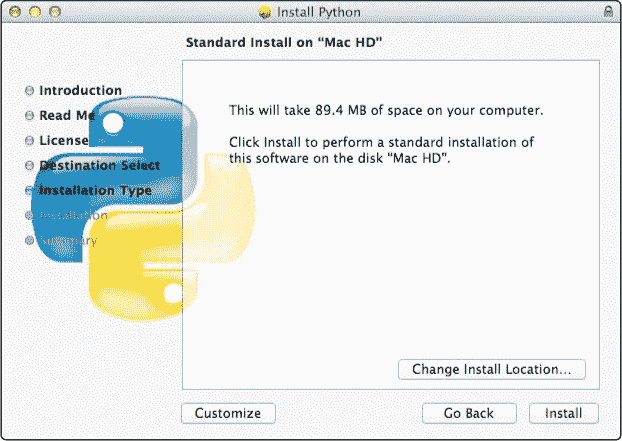 Install Python
Standard Install on “Mac HD”
Introduction
Read Me
License
Destination Select
Installation Type
Installation
Summary
This will take 89.4 MB of space on your computer.
Click Install to perform a standard installation of
this software on the disk “Mac HD”.
Change Install Location...
Customize
Go Back
Install